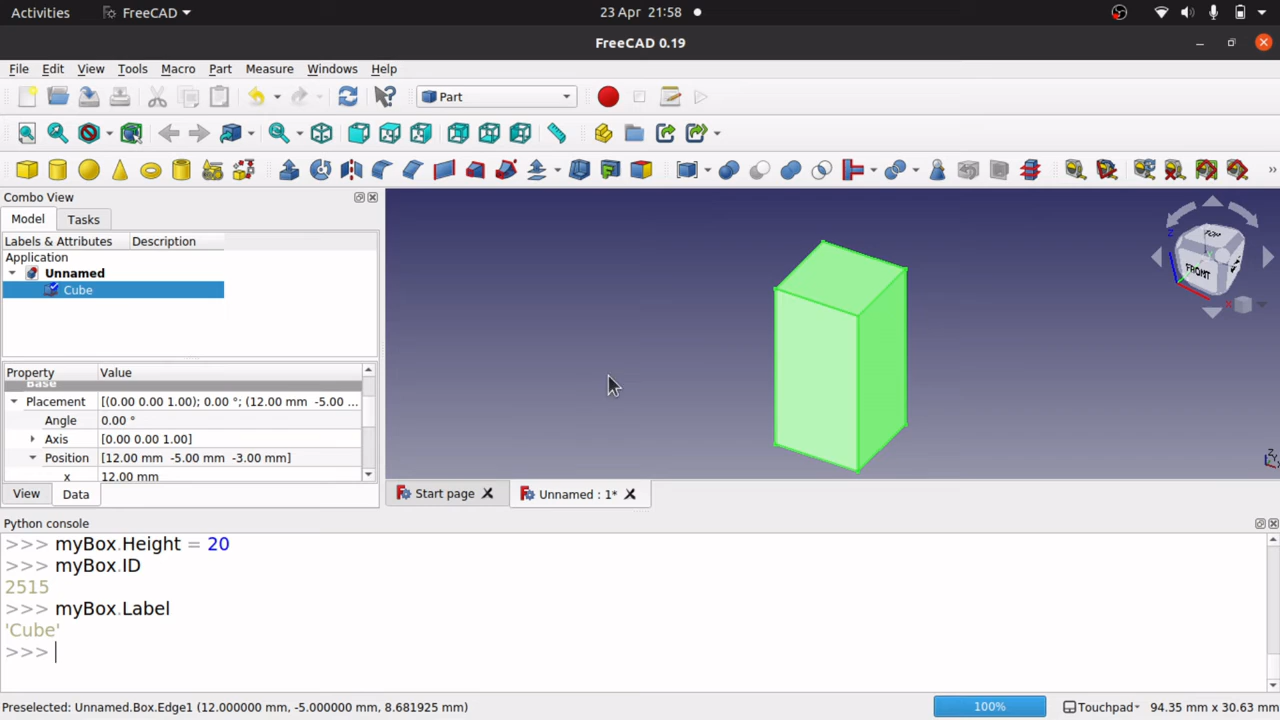 Activities
FreeCAD
23 Apr 21:58
FreeCAD 0.19
File Edit View Tools Macro Part Measure Windows Help
Part
Combo View
Model Tasks
Labels & Attributes Description
Application
Unnamed
Cube
TOP
FRONT
Z
X
Property Value
Base
Placement [(0.00 0.00 1.00); 0.00 °; (12.00 mm -5.00 ...
Angle 0.00 °
Axis [0.00 0.00 1.00]
Position [12.00 mm -5.00 mm -3.00 mm]
x 12.00 mm
View Data
Start page
Unnamed : 1*
Python console
>>> myBox.Height = 20
>>> myBox.ID
2515
>>> myBox.Label
'Cube'
>>>
Preselected: Unnamed.Box.Edge1 (12.000000 mm, -5.000000 mm, 8.681925 mm)
100%
Touchpad
94.35 mm x 30.63 mm